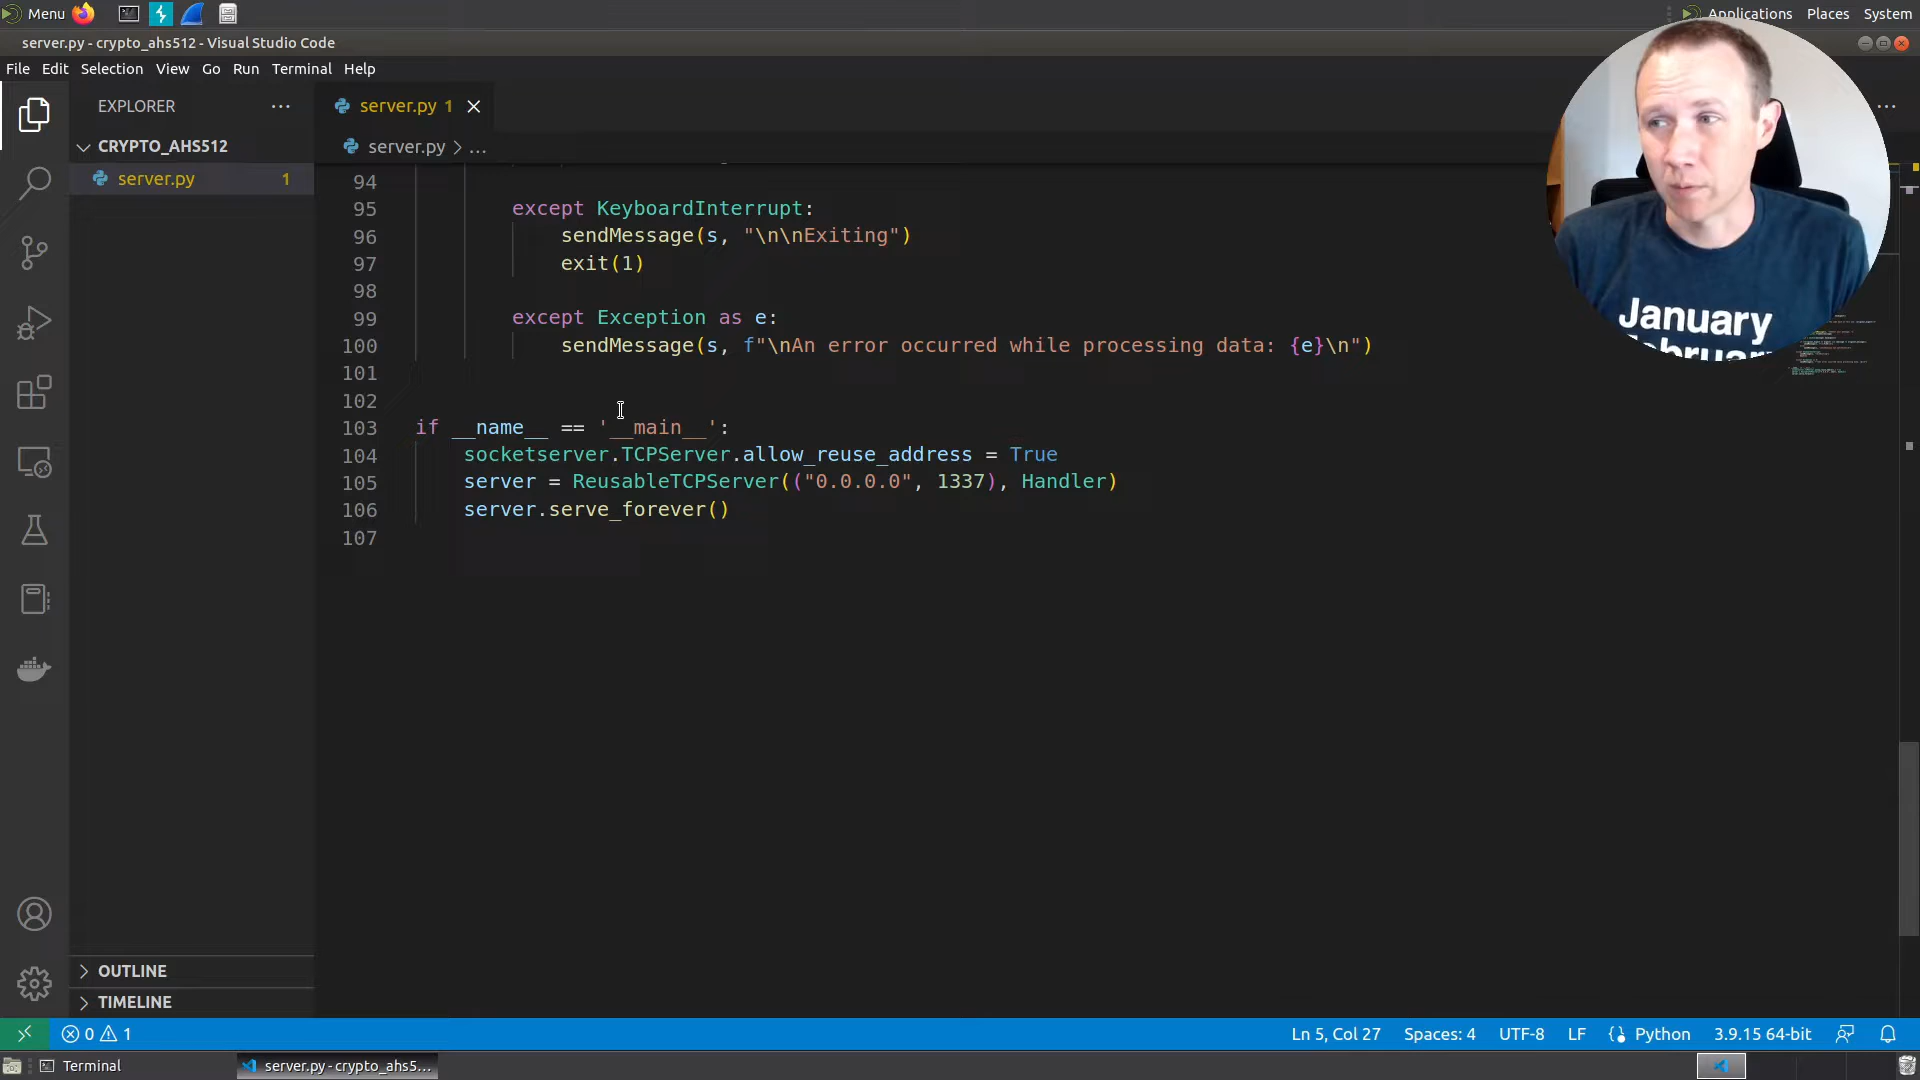 Menu
Applications Places System
server.py - crypto_ahs512 - Visual Studio Code
File Edit Selection View Go Run Terminal Help
EXPLORER
server.py 1
CRYPTO_AHS512
server.py > ...
server.py 1
94
95 except KeyboardInterrupt:
96 sendMessage(s, "\n\nExiting")
97 exit(1)
98
99 except Exception as e:
100 sendMessage(s, f"\nAn error occurred while processing data: {e}\n")
101
102
103 if __name__ == '__main__':
104 socketserver.TCPServer.allow_reuse_address = True
105 server = ReusableTCPServer(("0.0.0.0", 1337), Handler)
106 server.serve_forever()
107
January
February
OUTLINE
TIMELINE
0 1
Ln 5, Col 27 Spaces: 4 UTF-8 LF Python 3.9.15 64-bit
Terminal
server.py - crypto_ahs5...